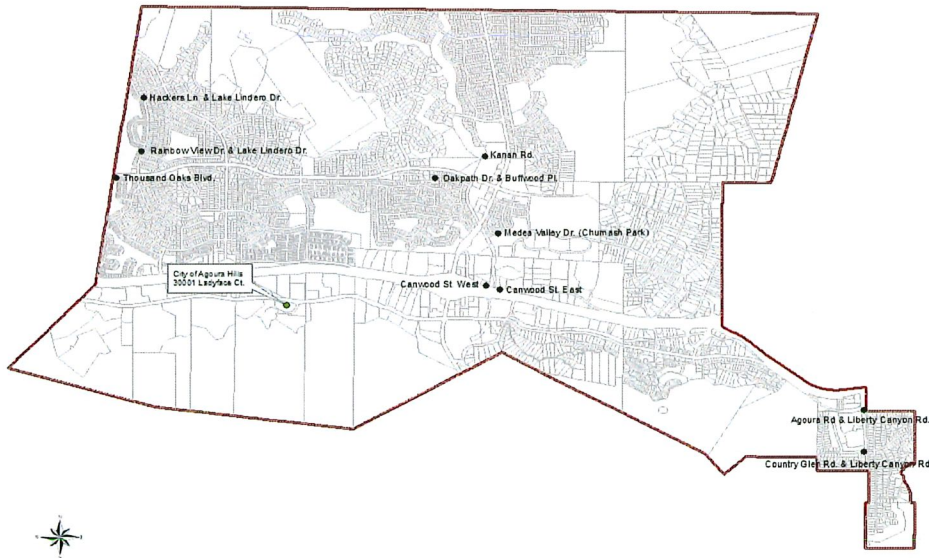 Hackers Ln. & Lake Lindero Dr.
Rainbow View Dr. & Lake Lindero Dr.
Kanan Rd.
Thousand Oaks Blvd.
Oakpath Dr. & Buffwood Pl.
Medea Valley Dr. (Chumash Park)
City of Agoura Hills
30001 Ladyface Ct.
Canwood St. West
Canwood St. East
Agoura Rd & Liberty Canyon Rd.
Country Glen Rd. & Liberty Canyon Rd